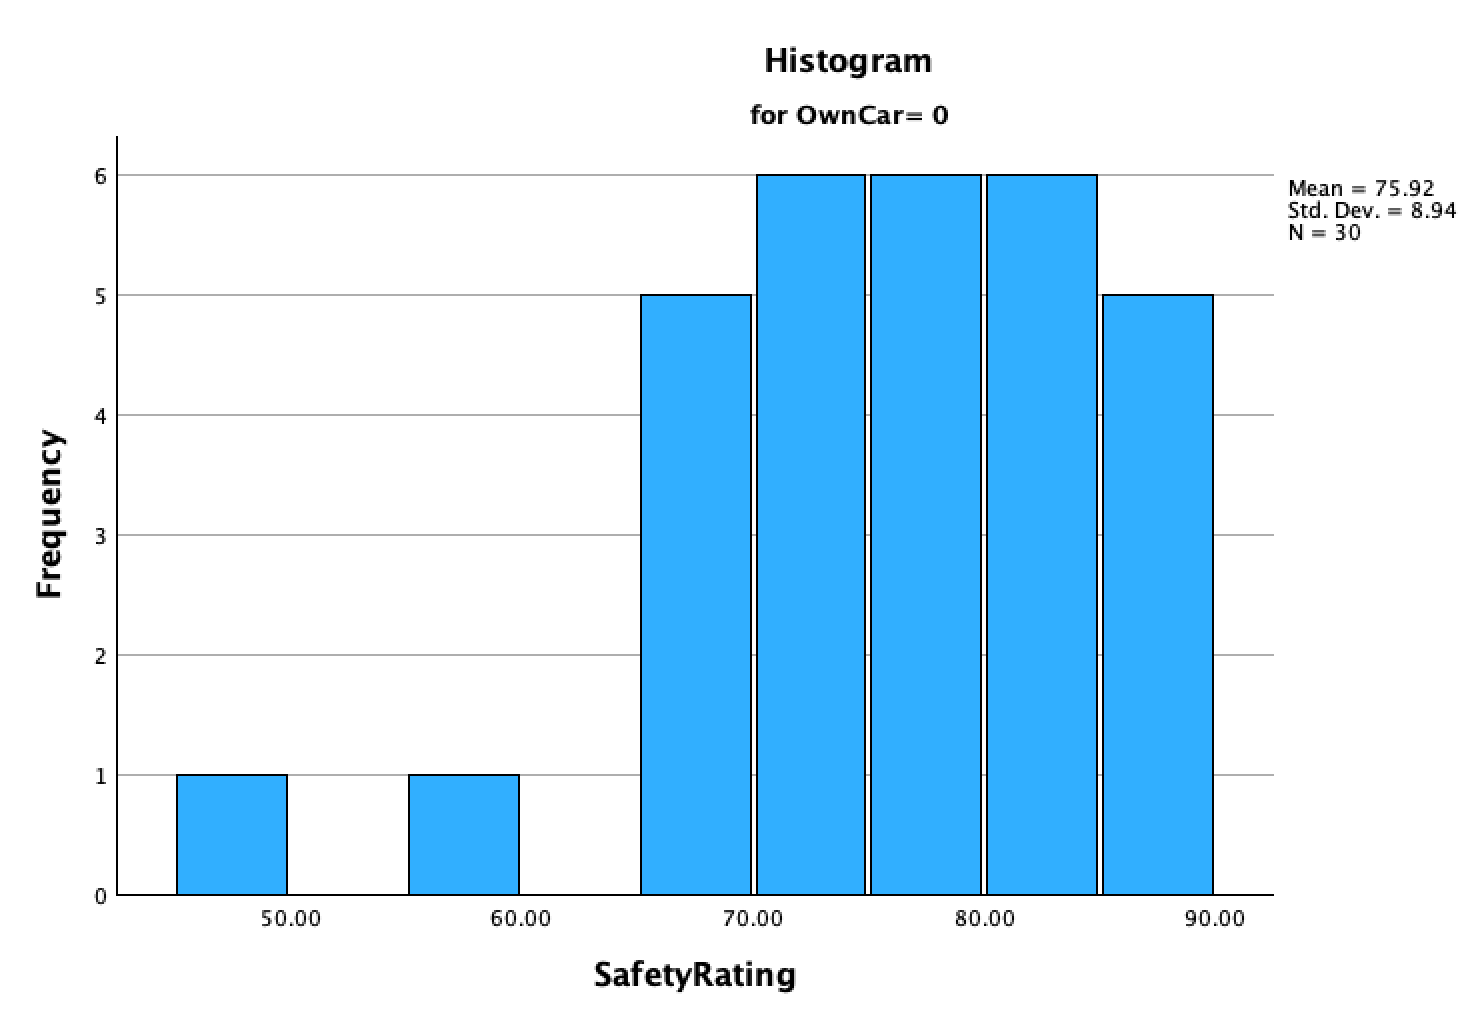 Histogram
for OwnCar= 0
Mean = 75.92
Std. Dev. = 8.94
N = 30
6
5
4
3
2
1
0
Frequency
50.00 60.00 70.00 80.00 90.00
SafetyRating